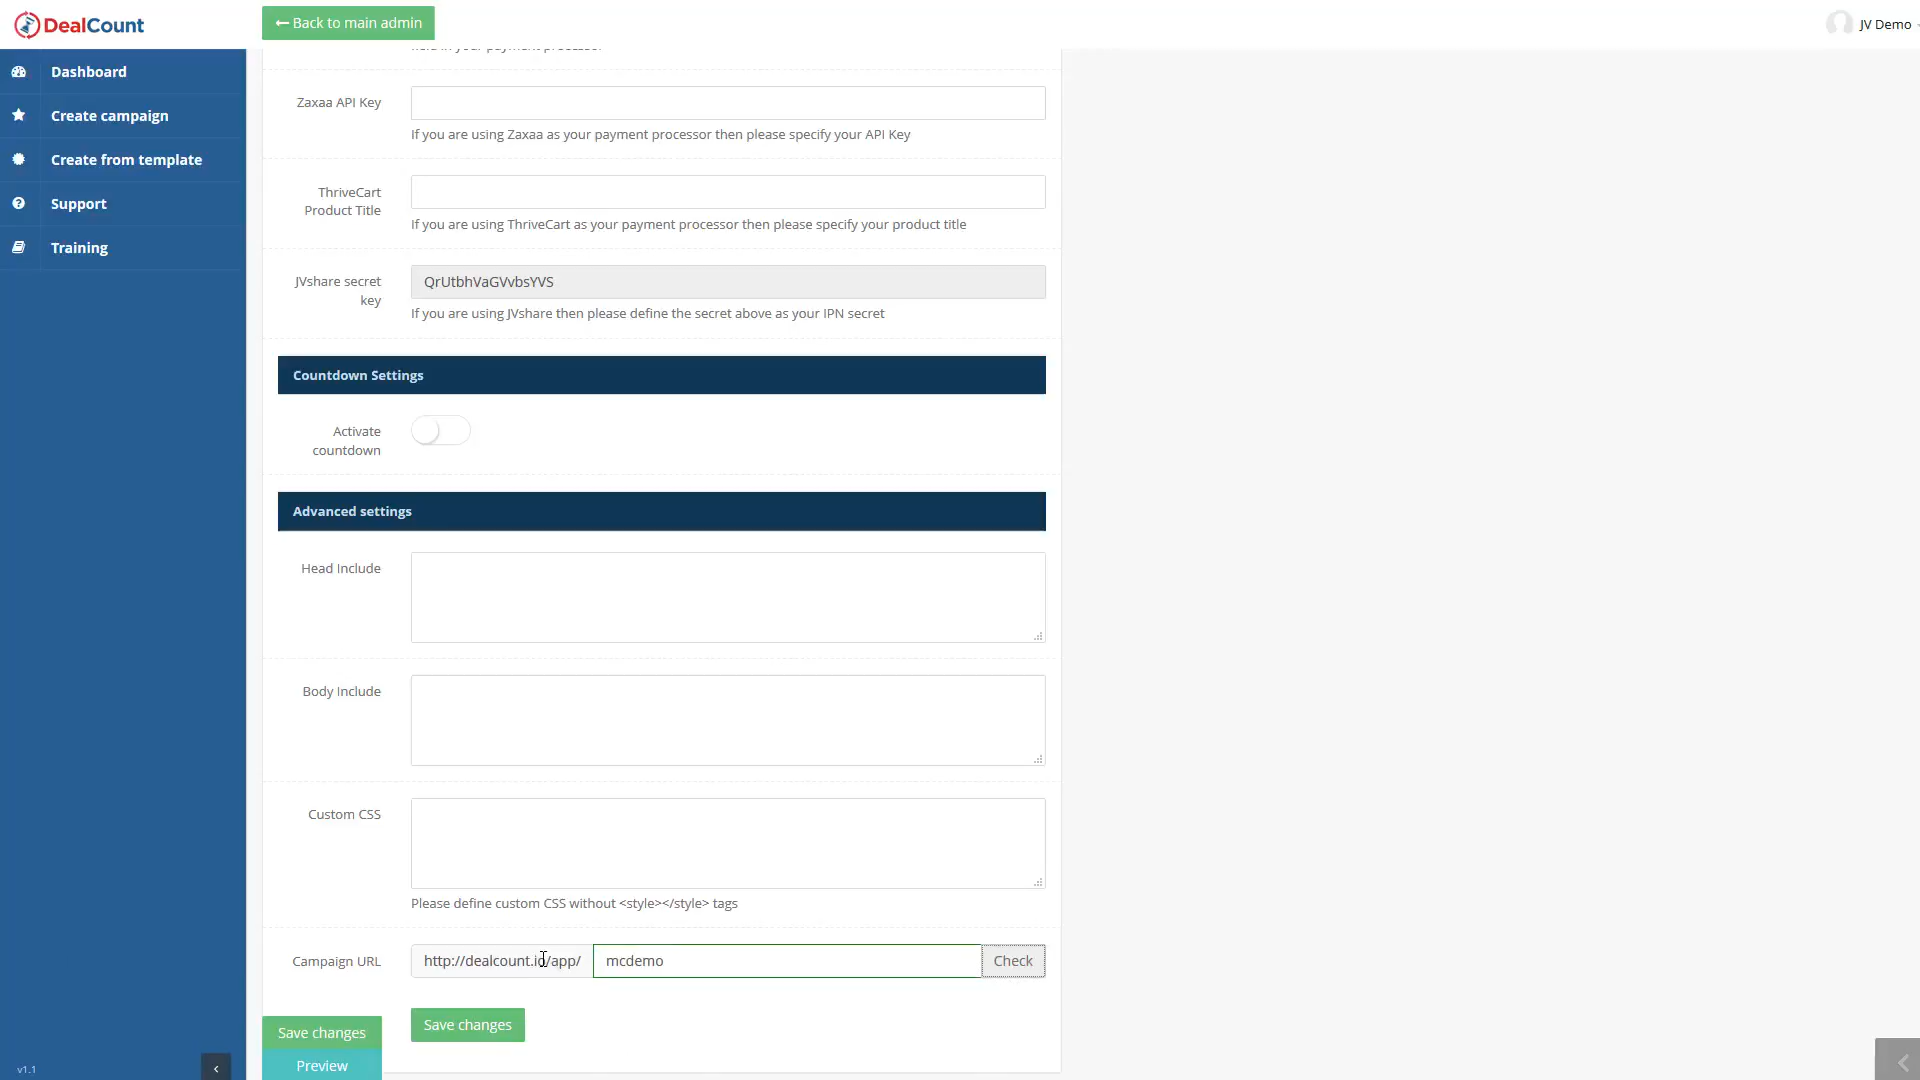 DealCount
← Back to main admin
JV Demo
Dashboard
Create campaign
Create from template
Support
Training
field in your payment processor
Zaxaa API Key
If you are using Zaxaa as your payment processor then please specify your API Key
ThriveCart
Product Title
If you are using ThriveCart as your payment processor then please specify your product title
JVshare secret
key
QrUtbhVaGVvbsYVS
If you are using JVshare then please define the secret above as your IPN secret
Countdown Settings
Activate
countdown
Advanced settings
Head Include
Body Include
Custom CSS
Please define custom CSS without <style></style> tags
Campaign URL
http://dealcount.io/app/
mcdemo
Check
Save changes
Save changes
Preview
v1.1